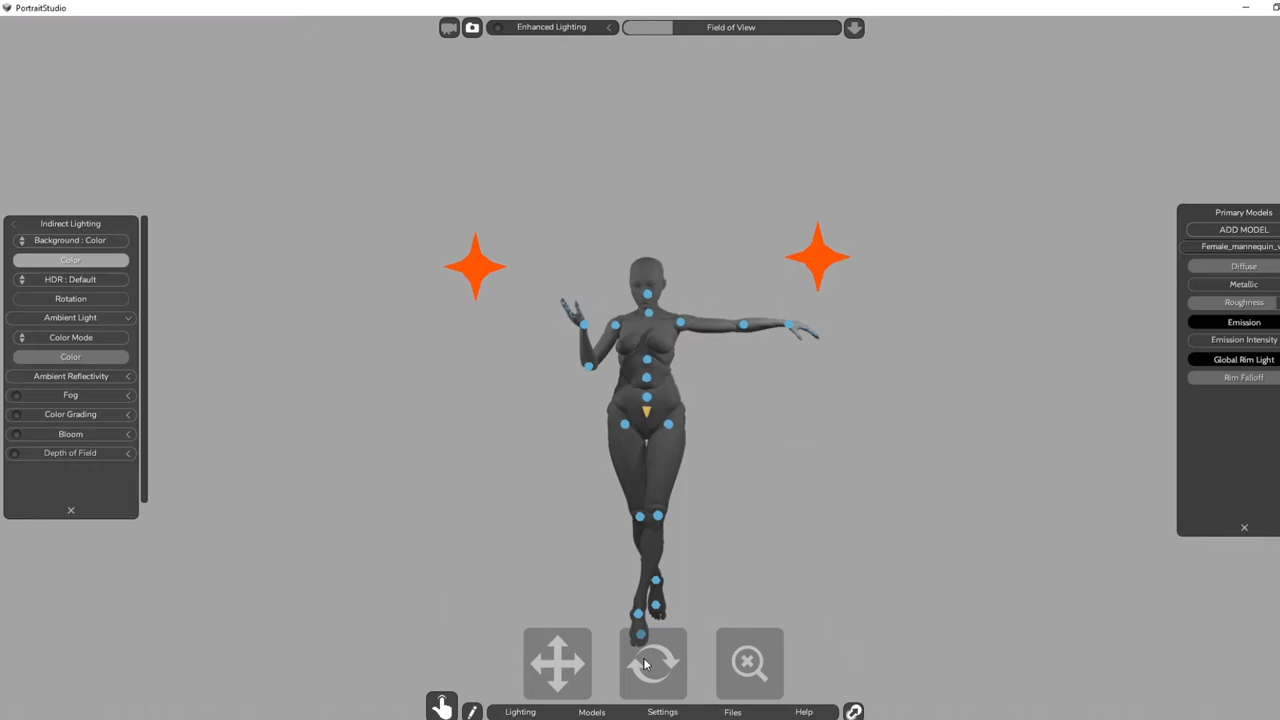 PortraitStudio
Enhanced Lighting
Field of View
Indirect Lighting
Background : Color
Color
HDR : Default
Rotation
Ambient Light
Color Mode
Color
Ambient Reflectivity
Fog
Color Grading
Bloom
Depth of Field
Primary Models
ADD MODEL
Female_mannequin_v
Diffuse
Metallic
Roughness
Emission
Emission Intensity
Global Rim Light
Rim Falloff
Lighting
Models
Settings
Files
Help